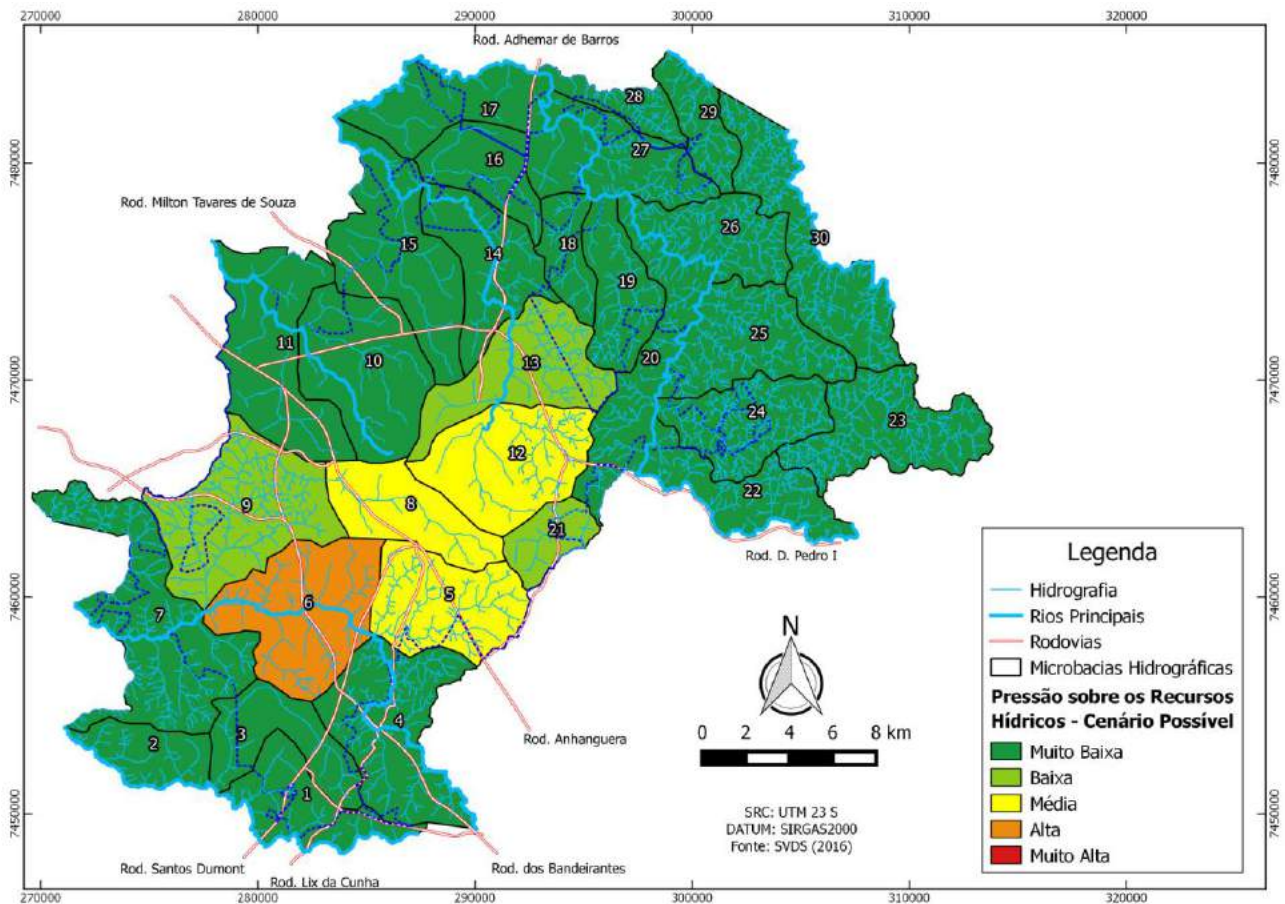 270000 280000 290000 300000 310000 320000
Rod. Adhemar de Barros
28
29
17
27
16
7480000
7480000
Rod. Milton Tavares de Souza
26
30
15
18
14
19
25
11
20
13
10
7470000
7470000
24
23
12
22
8
9
21
Rod. D. Pedro I
5
6
7460000
7460000
7
4
3
2
Rod. Anhanguera
1
7450000
7450000
Rod. Santos Dumont
Rod. Lix da Cunha
Rod. dos Bandeirantes
N
0 2 4 6 8 km
SRC: UTM 23 S
DATUM: SIRGAS2000
Fonte: SVDS (2016)
Legenda
Hidrografia
Rios Principais
Rodovias
Microbacias Hidrográficas
Pressão sobre os Recursos
Hídricos - Cenário Possível
Muito Baixa
Baixa
Média
Alta
Muito Alta
270000 280000 290000 300000 310000 320000